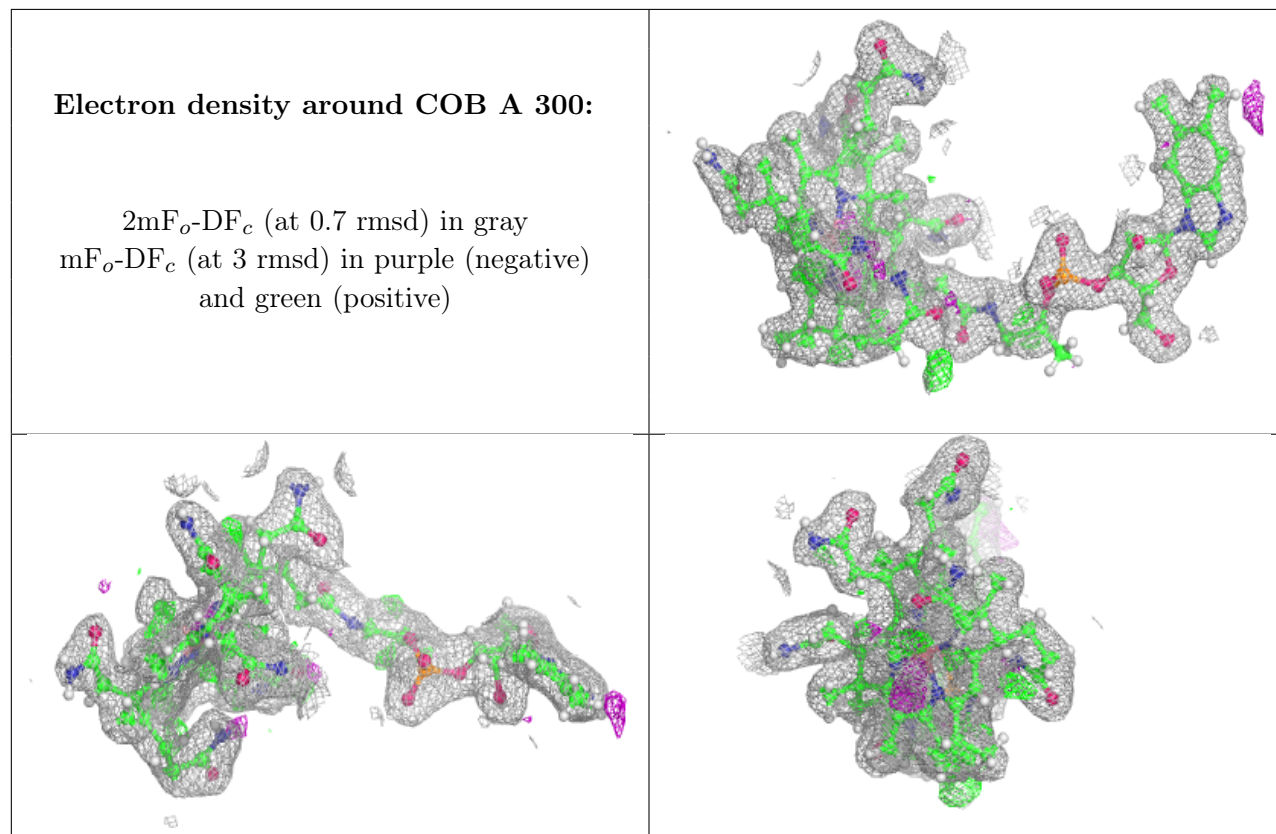 Electron density around COB A 300:
2mFo-DFc (at 0.7 rmsd) in gray
mFo-DFc (at 3 rmsd) in purple (negative)
and green (positive)